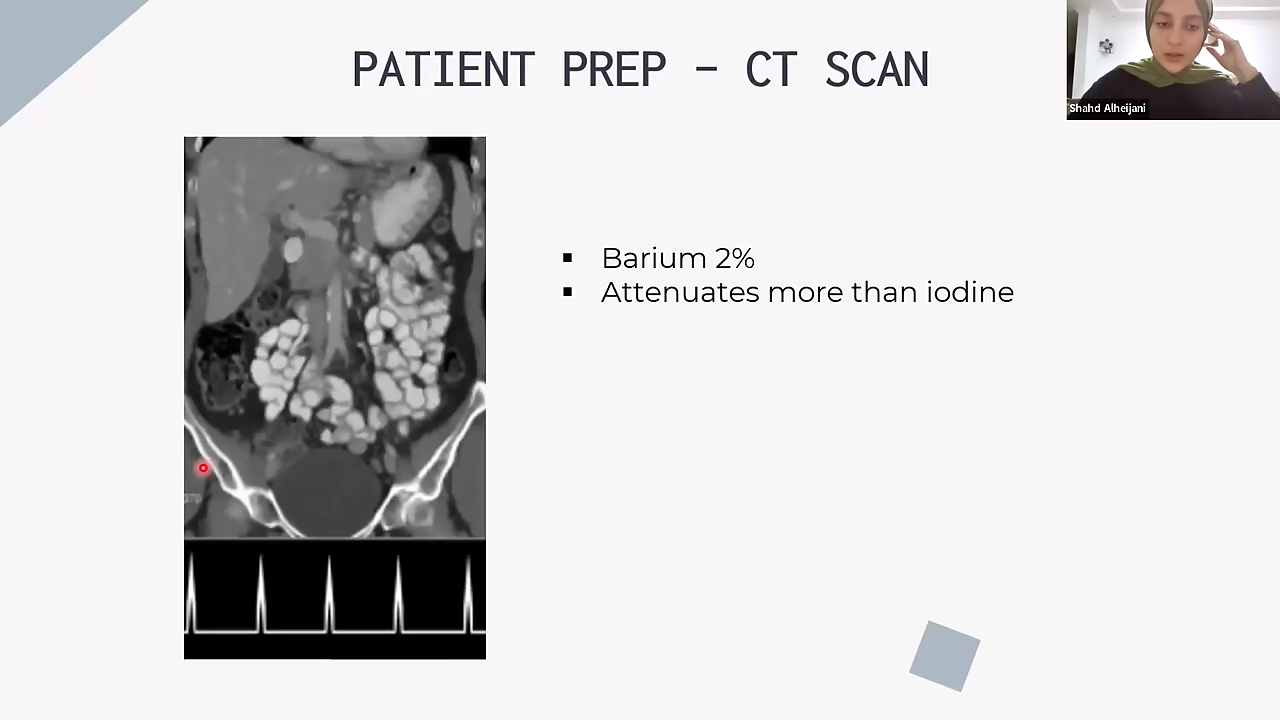 PATIENT PREP - CT SCAN
Shahd Alheijani
▪ Barium 2%
▪ Attenuates more than iodine